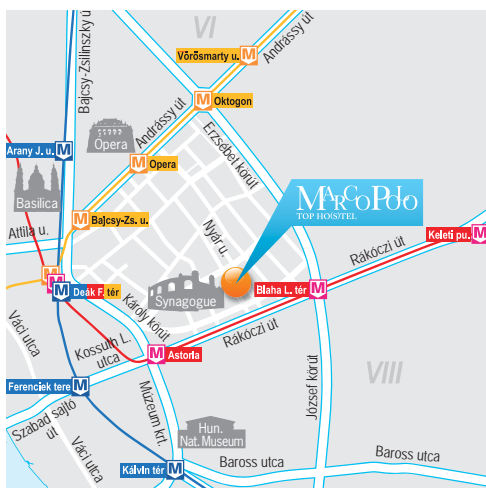 VI
Vörösmarty u.
Andrássy út
Bajcsy-Zsilinszky út
M
M Oktogon
Opera
Andrássy út
Erzsébet körút
Arany J. u. M
M Opera
Basilica
MARCOPOLO
TOP HO(S)TEL
M Bajcsy-Zs. u.
Nyár u.
Attila u.
Keleti pu. M
Rákóczi út
M
M
M Deák F. tér
Synagogue
Blaha L. tér M
Károly körút
Váci utca
Kossuth L.
utca
Rákóczi út
M Astoria
VIII
Ferenciek tere M
József körút
Múzeum krt.
Szabad sajtó
út
Hun.
Nat. Museum
Váci utca
Kálvin tér M
Baross utca
Baross utca